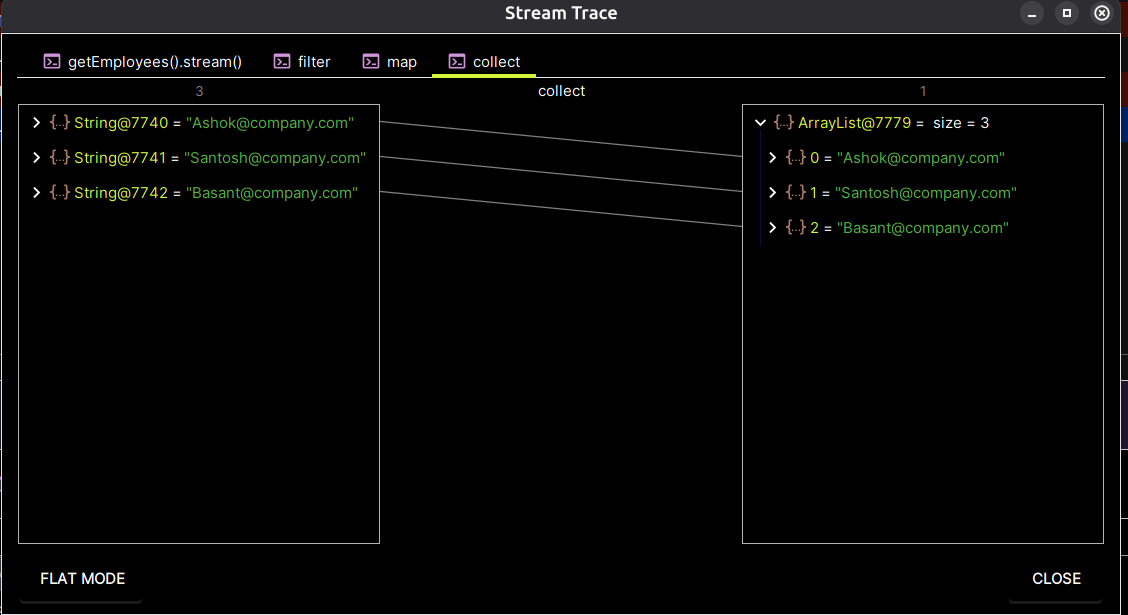 Stream Trace
getEmployees().stream() filter map collect
3 collect 1
{...} String@7740 = "Ashok@company.com"
{...} String@7741 = "Santosh@company.com"
{...} String@7742 = "Basant@company.com"
{...} ArrayList@7779 = size = 3
{...} 0 = "Ashok@company.com"
{...} 1 = "Santosh@company.com"
{...} 2 = "Basant@company.com"
FLAT MODE
CLOSE